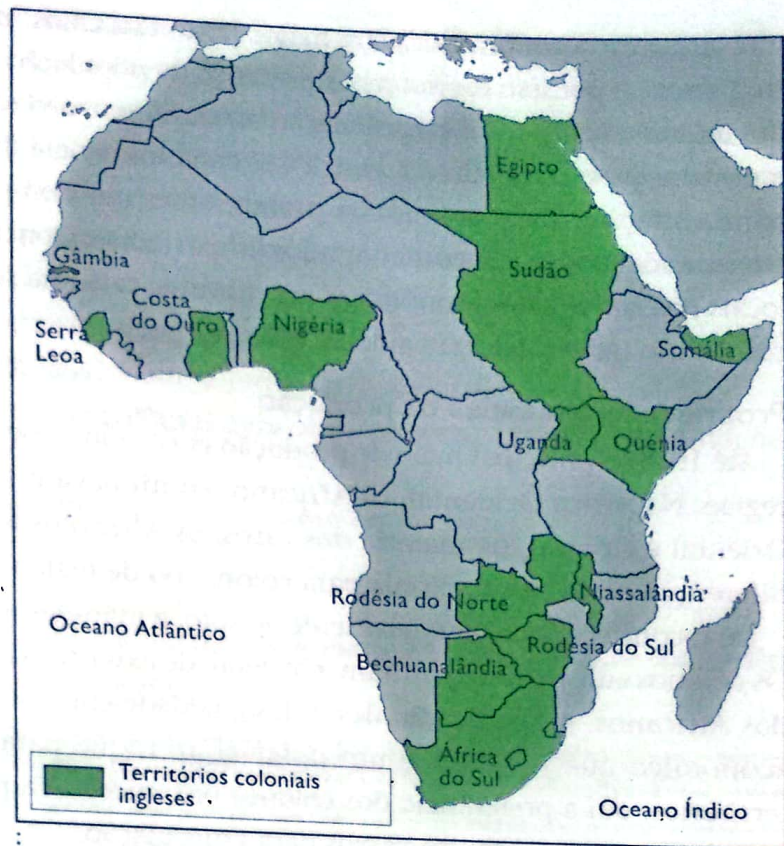 Egipto
Sudão
Gâmbia
Costa
do Ouro
Nigéria
Serra
Leoa
Somália
Uganda
Quénia
Rodésia do Norte
Niassalândia
Oceano Atlântico
Rodésia do Sul
Bechuanalândia
África
do Sul
Territórios coloniais
ingleses
Oceano Índico